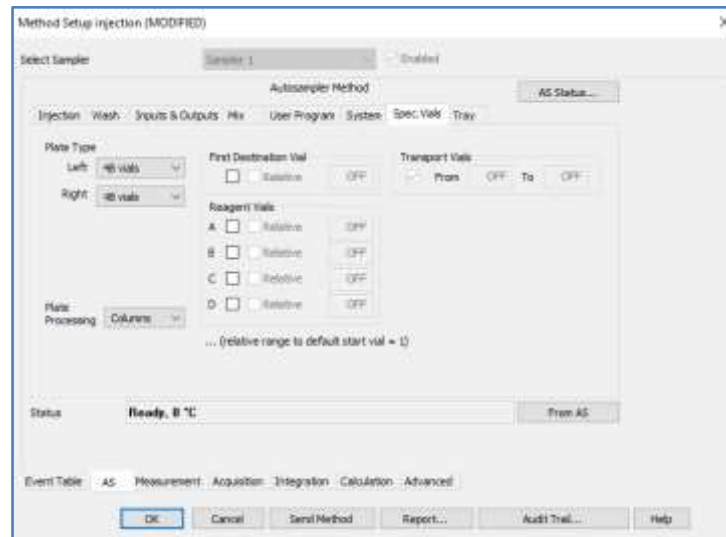 Method Setup injection (MODIFIED)
Select Sampler Sampler 1 Enabled
Autosampler Method AS Status...
Injection Wash Inputs & Outputs Mix User Program System Spec. Vials Tray
Plate Type First Destination Vial Transport Vials
Left 48 vials Relative OFF From OFF To OFF
Right 48 vials Reagent Vials
A Relative OFF
B Relative OFF
C Relative OFF
D Relative OFF
Plate Processing Columns
... (relative range to default start vial = 1)
Status Ready, 8 °C From AS
Event Table AS Measurement Acquisition Integration Calculation Advanced
OK Cancel Send Method Report... Audit Trail... Help